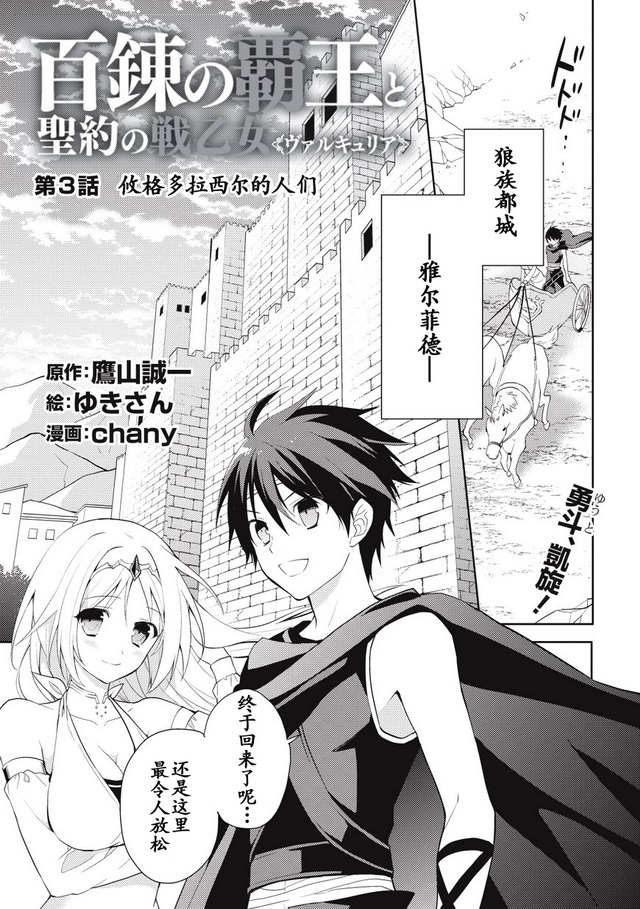 百錬の覇王と
聖約の戦乙女《ヴァルキュリア》
第3話 攸格多拉西尔的人们
ドドドド…
狼族都城
—雅尔菲德—
原作:鷹山誠一
絵:ゆきさん
漫画:chany
勇斗、凱旋!
ゆうと
终于回来了呢…
还是这里
最令人放松